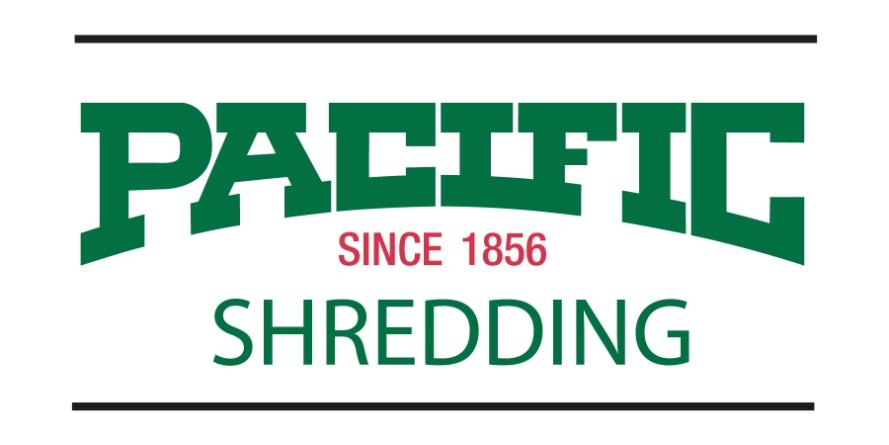 PACIFIC
SINCE 1856
SHREDDING